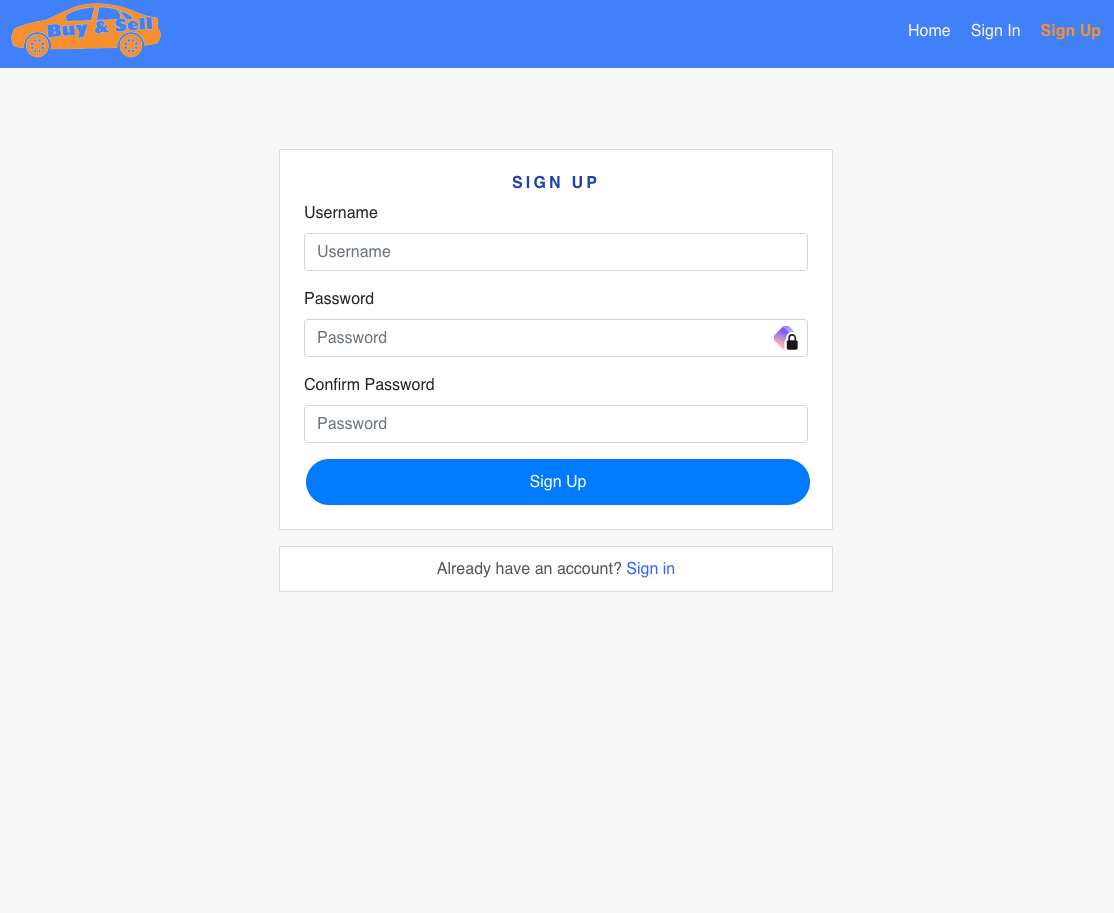 Buy & Sell
Home Sign In Sign Up
SIGN UP
Username
Username
Password
Password
Confirm Password
Password
Sign Up
Already have an account? Sign in